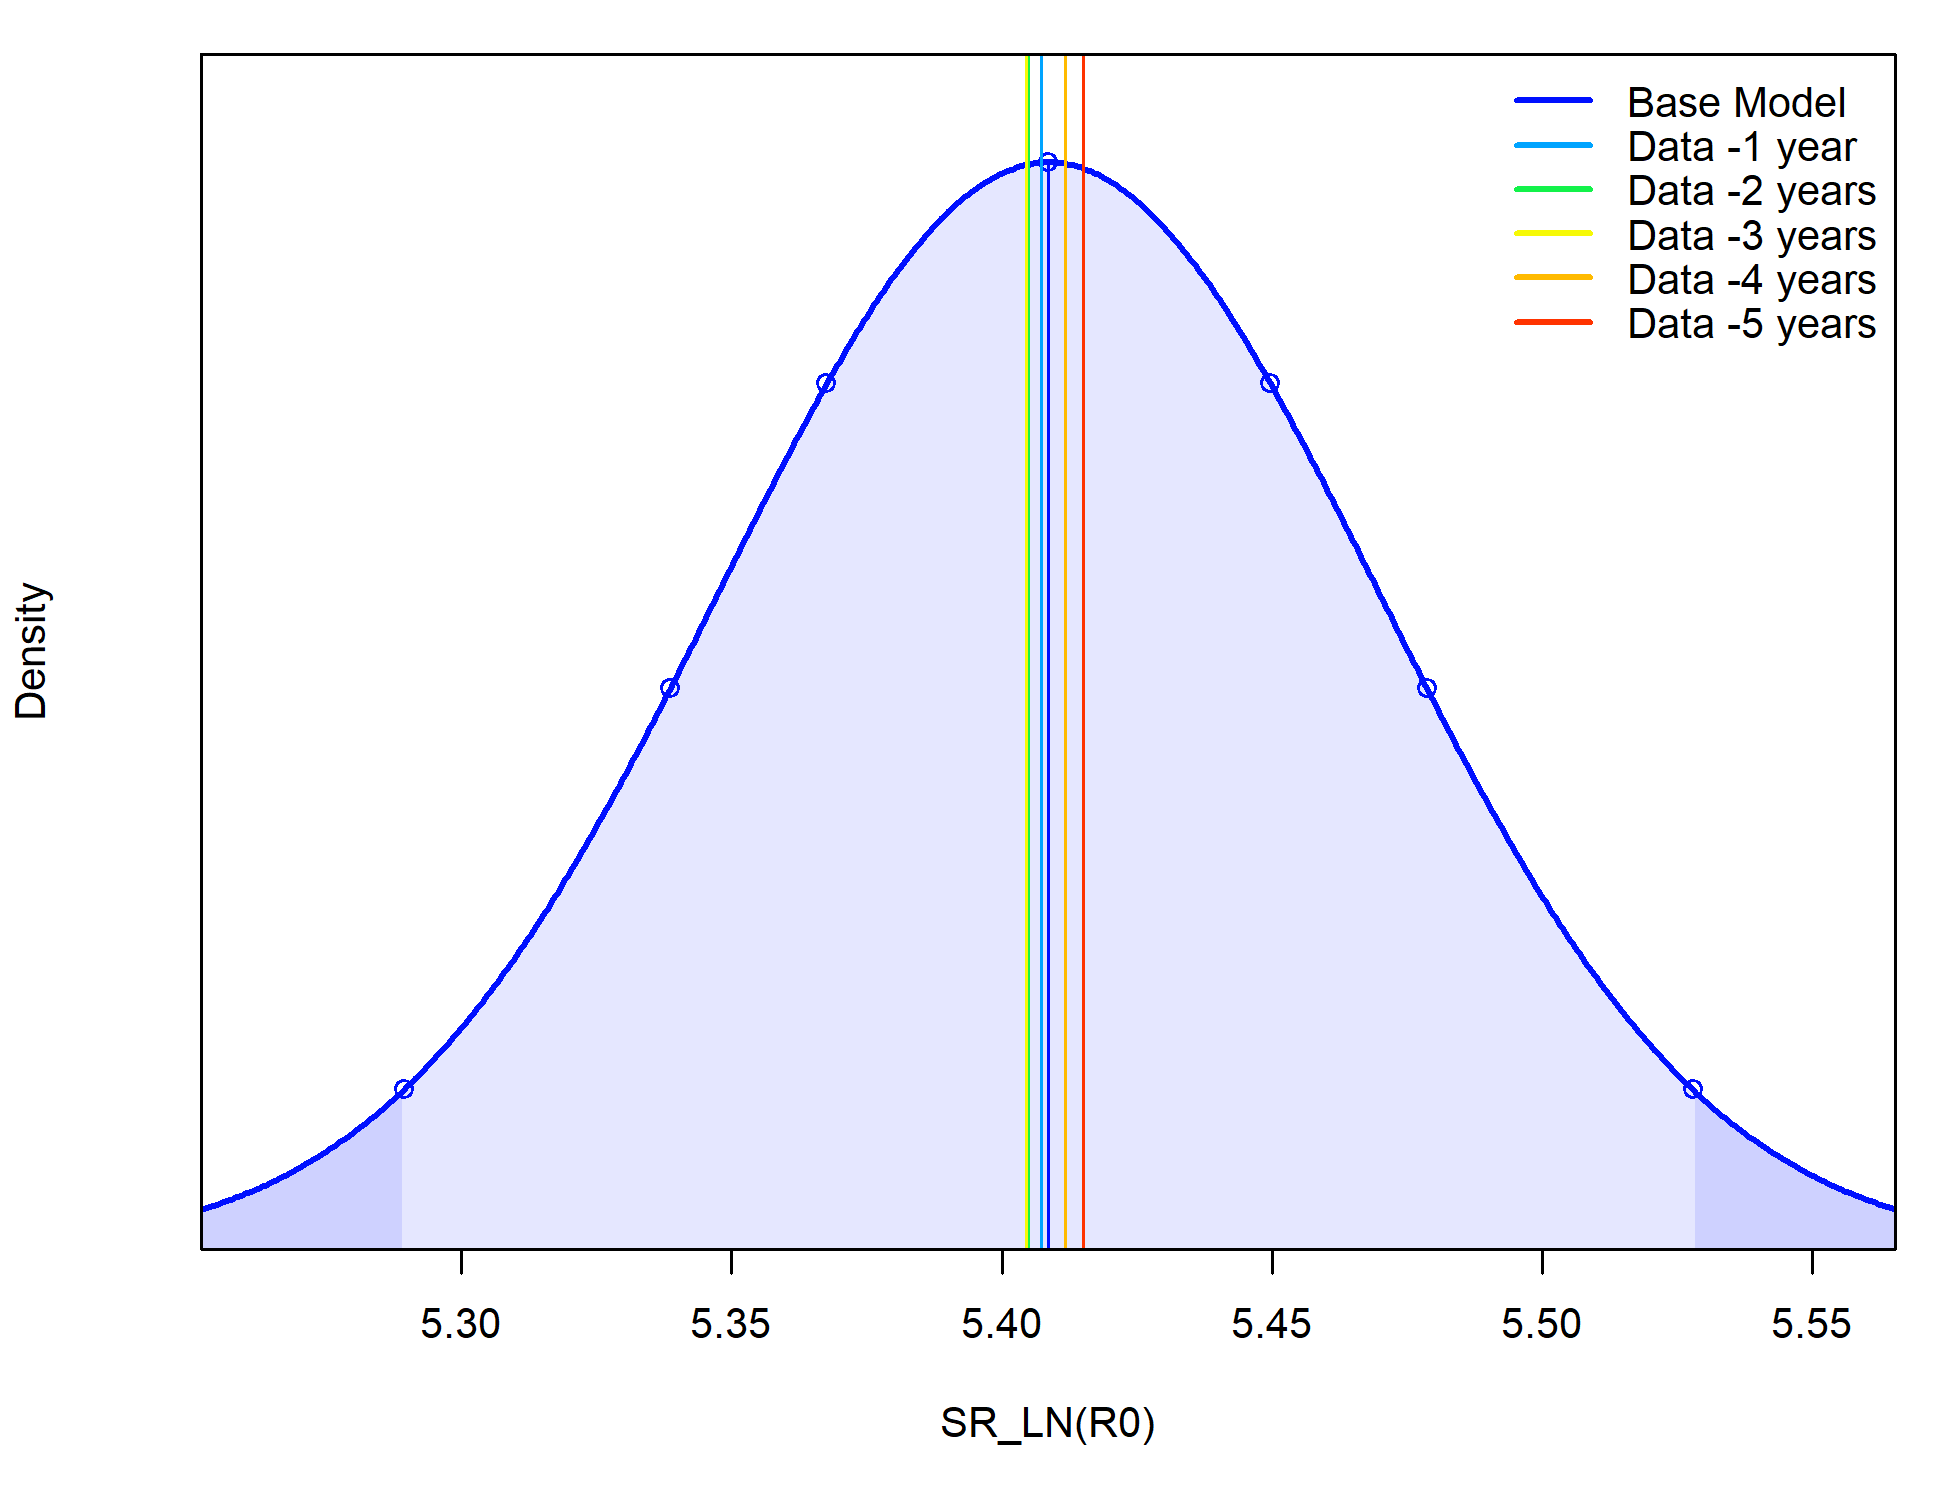 Base Model
Data -1 year
Data -2 years
Data -3 years
Data -4 years
Data -5 years
Density
5.30 5.35 5.40 5.45 5.50 5.55
SR_LN(R0)